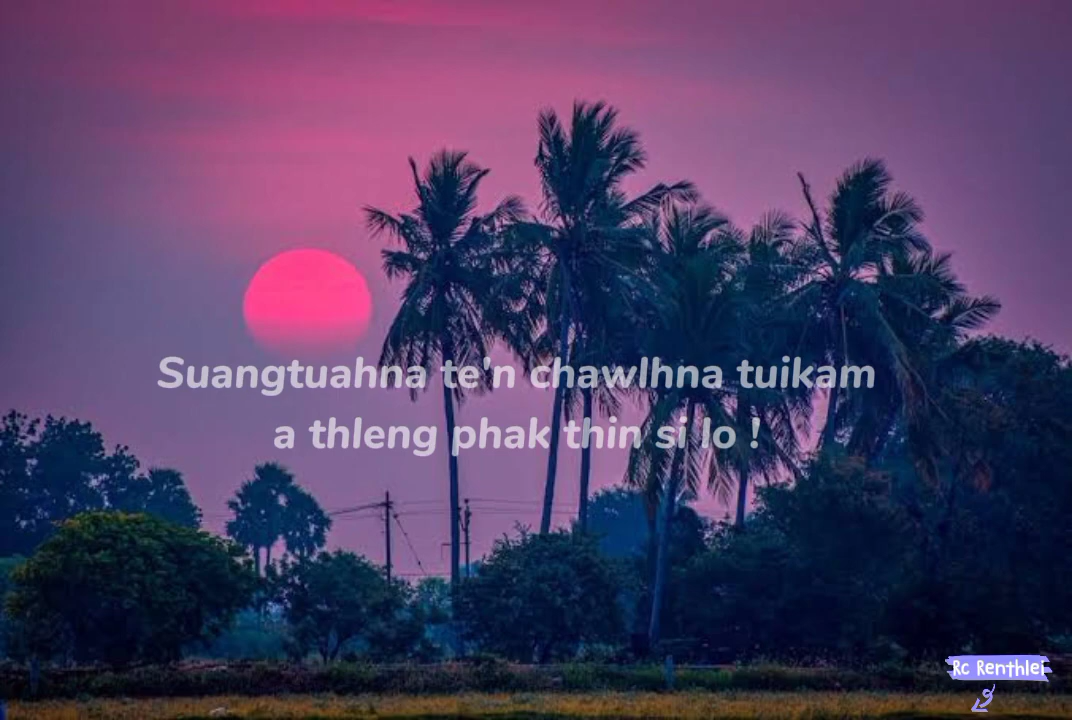 Suangtuahna te'n chawlhna tuikam
a thleng phak thin si lo !
Rc Renthlei